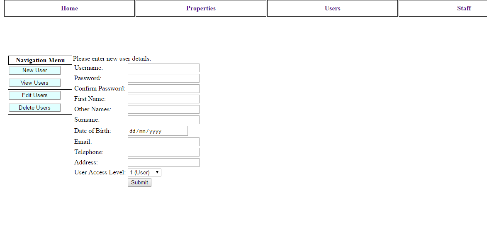 Home Properties Users Staff
Navigation Menu
New User
View Users
Edit Users
Delete Users
Please enter new user details.
Username:
Password:
Confirm Password:
First Name:
Other Names:
Surname:
Date of Birth: dd/mm/yyyy
Email:
Telephone:
Address:
User Access Level: 1 (User)
Submit